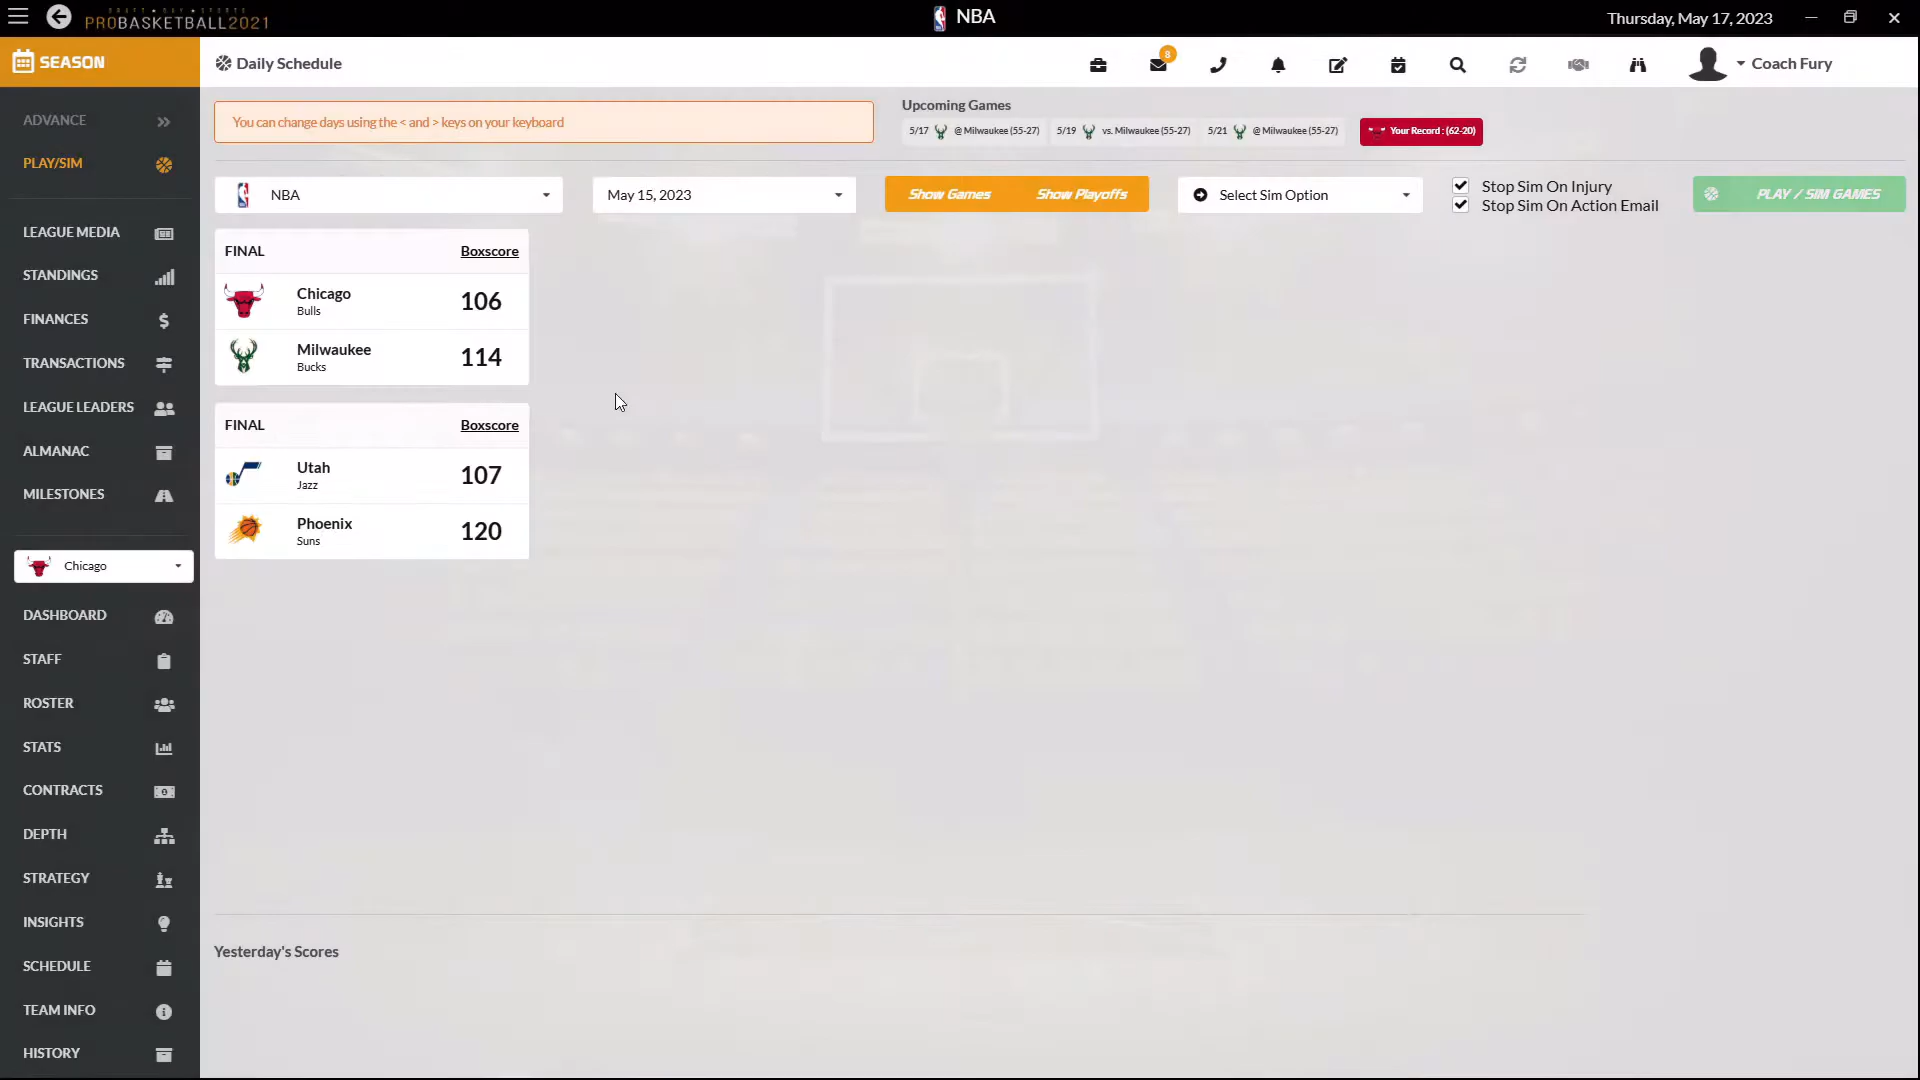 DRAFT DAY SPORTS
PROBASKETBALL2021
NBA
Thursday, May 17, 2023
SEASON
Daily Schedule
8
Coach Fury
ADVANCE
PLAY/SIM
LEAGUE MEDIA
STANDINGS
FINANCES
TRANSACTIONS
LEAGUE LEADERS
ALMANAC
MILESTONES
Chicago
DASHBOARD
STAFF
ROSTER
STATS
CONTRACTS
DEPTH
STRATEGY
INSIGHTS
SCHEDULE
TEAM INFO
HISTORY
You can change days using the < and > keys on your keyboard
Upcoming Games
5/17 @ Milwaukee (55-27)
5/19 vs. Milwaukee (55-27)
5/21 @ Milwaukee (55-27)
Your Record : (62-20)
NBA
May 15, 2023
Show Games
Show Playoffs
Select Sim Option
Stop Sim On Injury
Stop Sim On Action Email
PLAY / SIM GAMES
FINAL Boxscore
Chicago
Bulls
106
Milwaukee
Bucks
114
FINAL Boxscore
Utah
Jazz
107
Phoenix
Suns
120
Yesterday's Scores